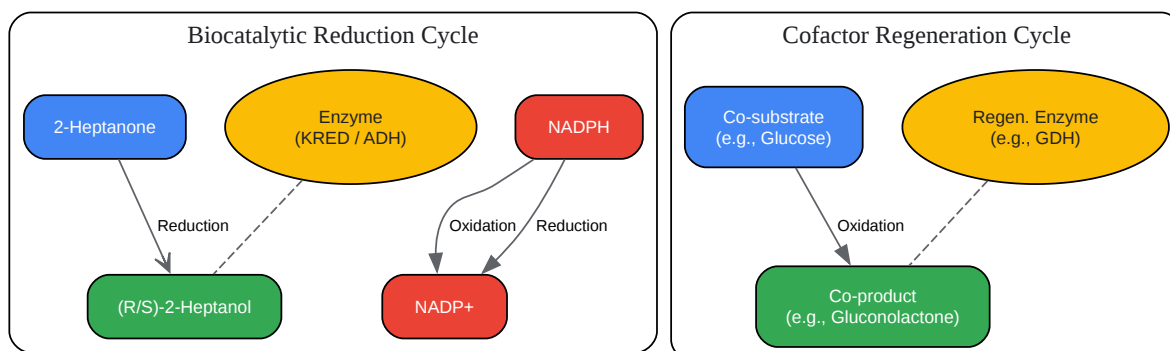 Biocatalytic Reduction Cycle
2-Heptanone
Enzyme
(KRED / ADH)
NADPH
Reduction
Oxidation
Reduction
(R/S)-2-Heptanol
NADP+
Cofactor Regeneration Cycle
Co-substrate
(e.g., Glucose)
Regen. Enzyme
(e.g., GDH)
Oxidation
Co-product
(e.g., Gluconolactone)